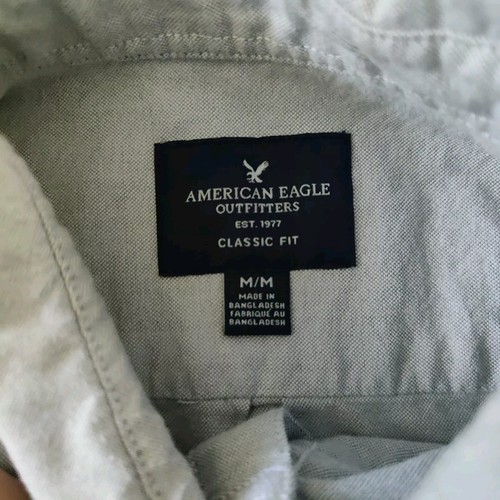 AMERICAN EAGLE
OUTFITTERS
EST. 1977
CLASSIC FIT
M/M
MADE IN
BANGLADESH
FABRIQUÉ AU
BANGLADESH